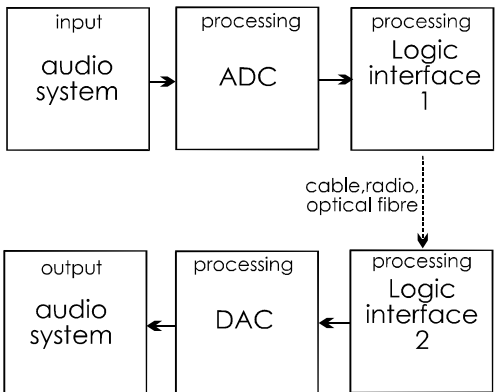 input
audio
system
processing
ADC
processing
Logic
interface
1
cable,radio,
optical fibre
output
audio
system
processing
DAC
processing
Logic
interface
2